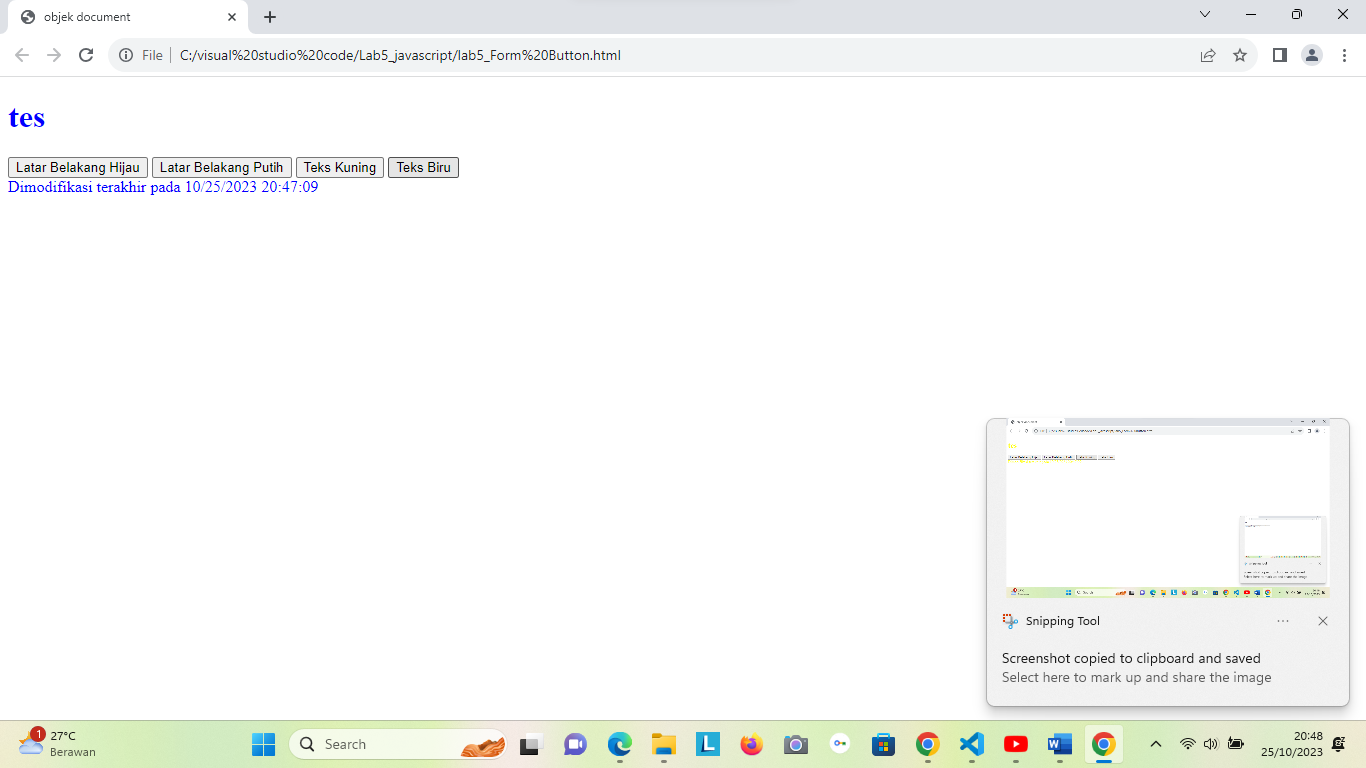 objek document
File C:/visual%20studio%20code/Lab5_javascript/lab5_Form%20Button.html
tes
Latar Belakang Hijau Latar Belakang Putih Teks Kuning Teks Biru
Dimodifikasi terakhir pada 10/25/2023 20:47:09
Snipping Tool
Screenshot copied to clipboard and saved
Select here to mark up and share the image
1 27°C
Berawan
Search
L
W
20:48
25/10/2023